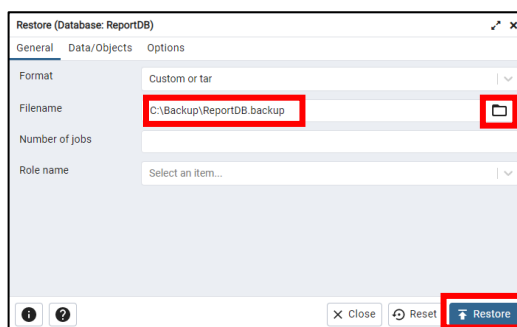 Restore (Database: ReportDB)
General Data/Objects Options
Format Custom or tar
Filename C:\Backup\ReportDB.backup
Number of jobs
Role name Select an item...
Close Reset Restore